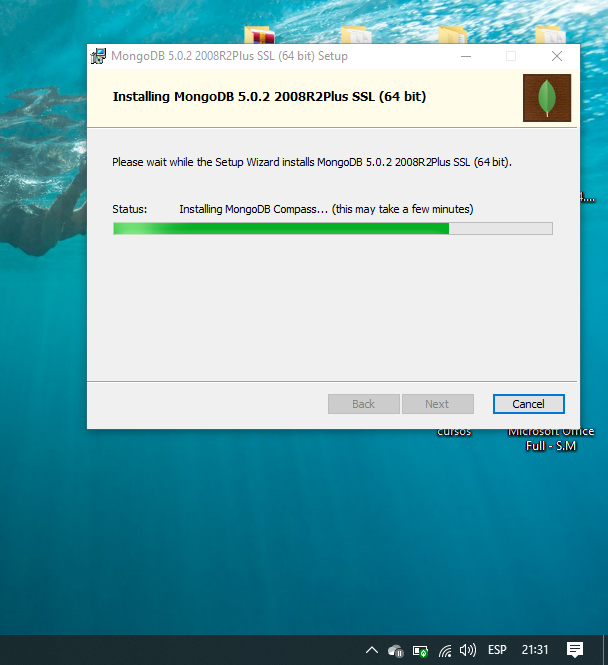 MongoDB 5.0.2 2008R2Plus SSL (64 bit) Setup
Installing MongoDB 5.0.2 2008R2Plus SSL (64 bit)
Please wait while the Setup Wizard installs MongoDB 5.0.2 2008R2Plus SSL (64 bit).
Status: Installing MongoDB Compass... (this may take a few minutes)
Back Next Cancel
cursos
Microsoft Office
Full - S.M
ESP 21:31